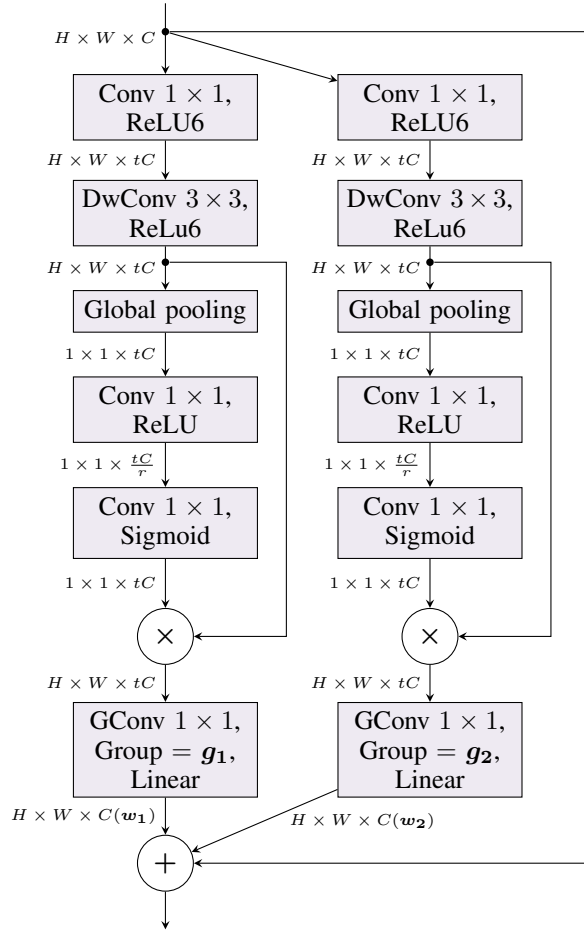 H × W × C
Conv 1 × 1,
ReLU6
Conv 1 × 1,
ReLU6
H × W × tC
H × W × tC
DwConv 3 × 3,
ReLu6
DwConv 3 × 3,
ReLu6
H × W × tC
H × W × tC
Global pooling
Global pooling
1 × 1 × tC
1 × 1 × tC
Conv 1 × 1,
ReLU
Conv 1 × 1,
ReLU
1 × 1 × tC/r
1 × 1 × tC/r
Conv 1 × 1,
Sigmoid
Conv 1 × 1,
Sigmoid
1 × 1 × tC
1 × 1 × tC
×
×
H × W × tC
H × W × tC
GConv 1 × 1,
Group = g₁,
Linear
GConv 1 × 1,
Group = g₂,
Linear
H × W × C(w₁)
H × W × C(w₂)
+